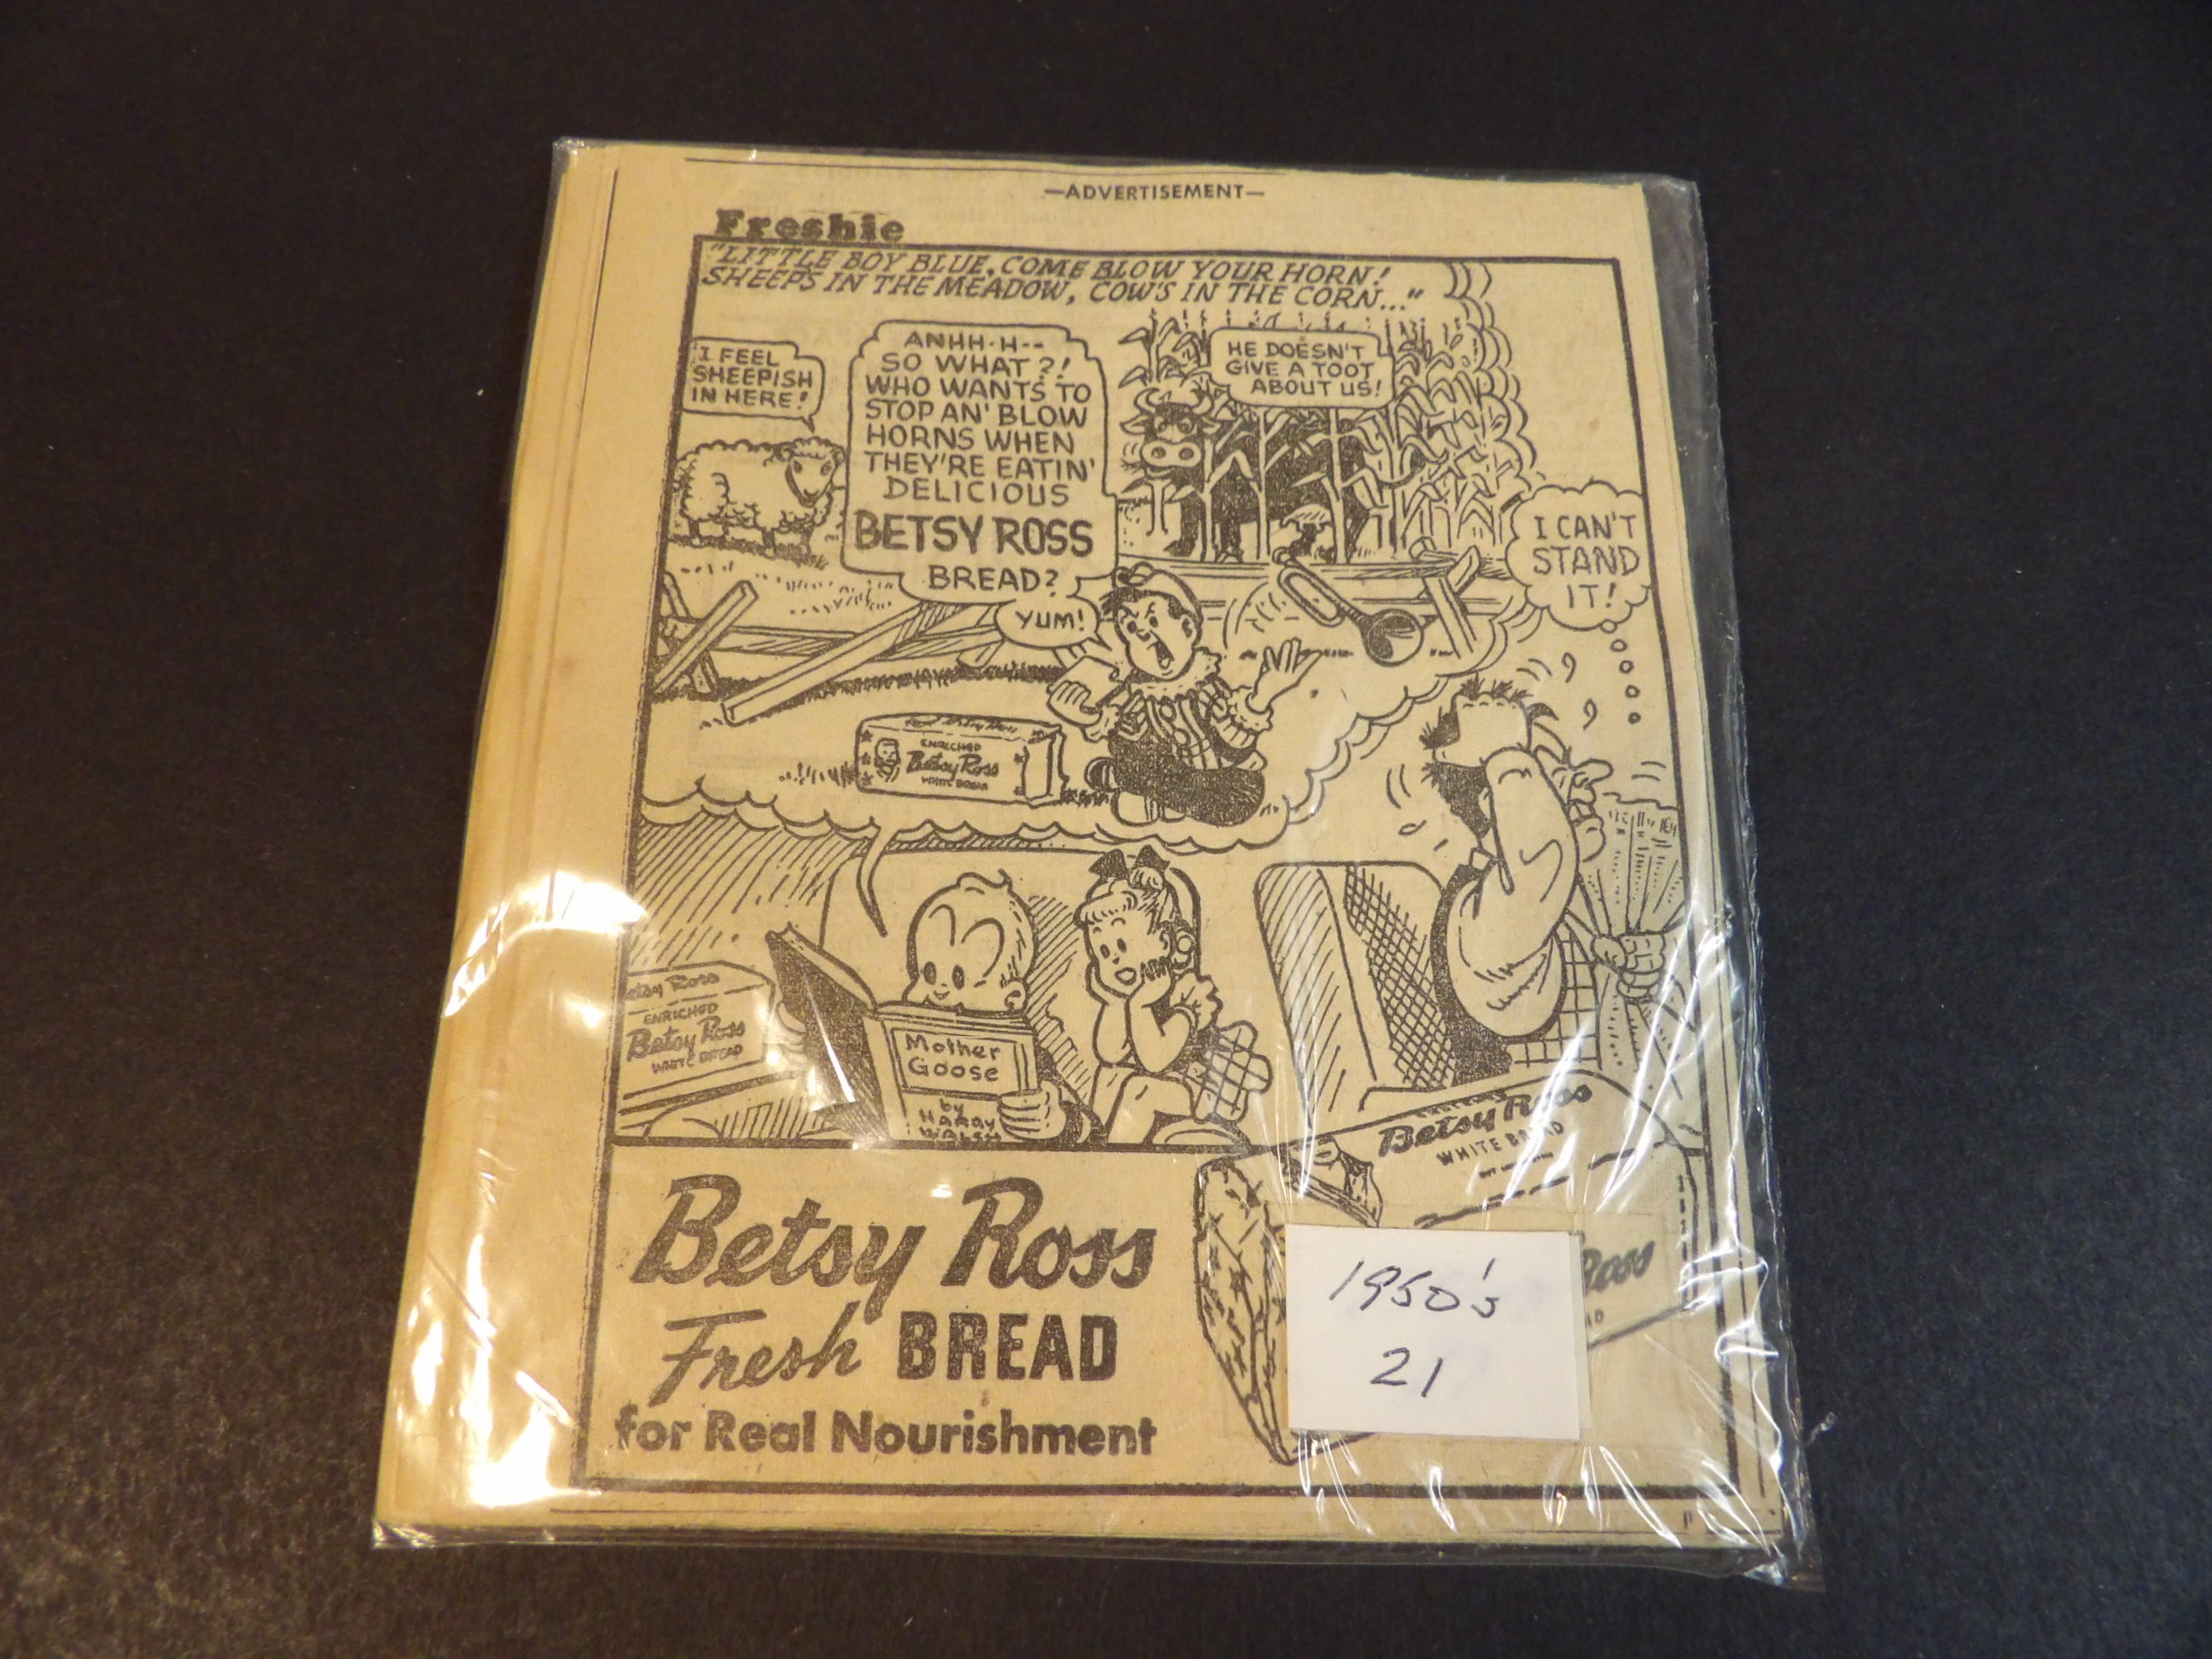 —ADVERTISEMENT—
Freshie
"LITTLE BOY BLUE, COME BLOW YOUR HORN!
SHEEPS IN THE MEADOW, COW'S IN THE CORN..."
I FEEL
SHEEPISH
IN HERE!
ANHH-H--
SO WHAT?!
WHO WANTS TO
STOP AN' BLOW
HORNS WHEN
THEY'RE EATIN'
DELICIOUS
BETSY ROSS
BREAD?
YUM!
HE DOESN'T
GIVE A TOOT
ABOUT US!
I CAN'T
STAND
IT!
ENRICHED
Betsy Ross
WHITE BREAD
etsy Ross
ENRICHED
Betsy Ross
WHITE BREAD
Mother
Goose
by
HARRY
WALSH
Betsy Ross
WHITE BREAD
Ross
Betsy Ross
Fresh BREAD
for Real Nourishment
1950's
21